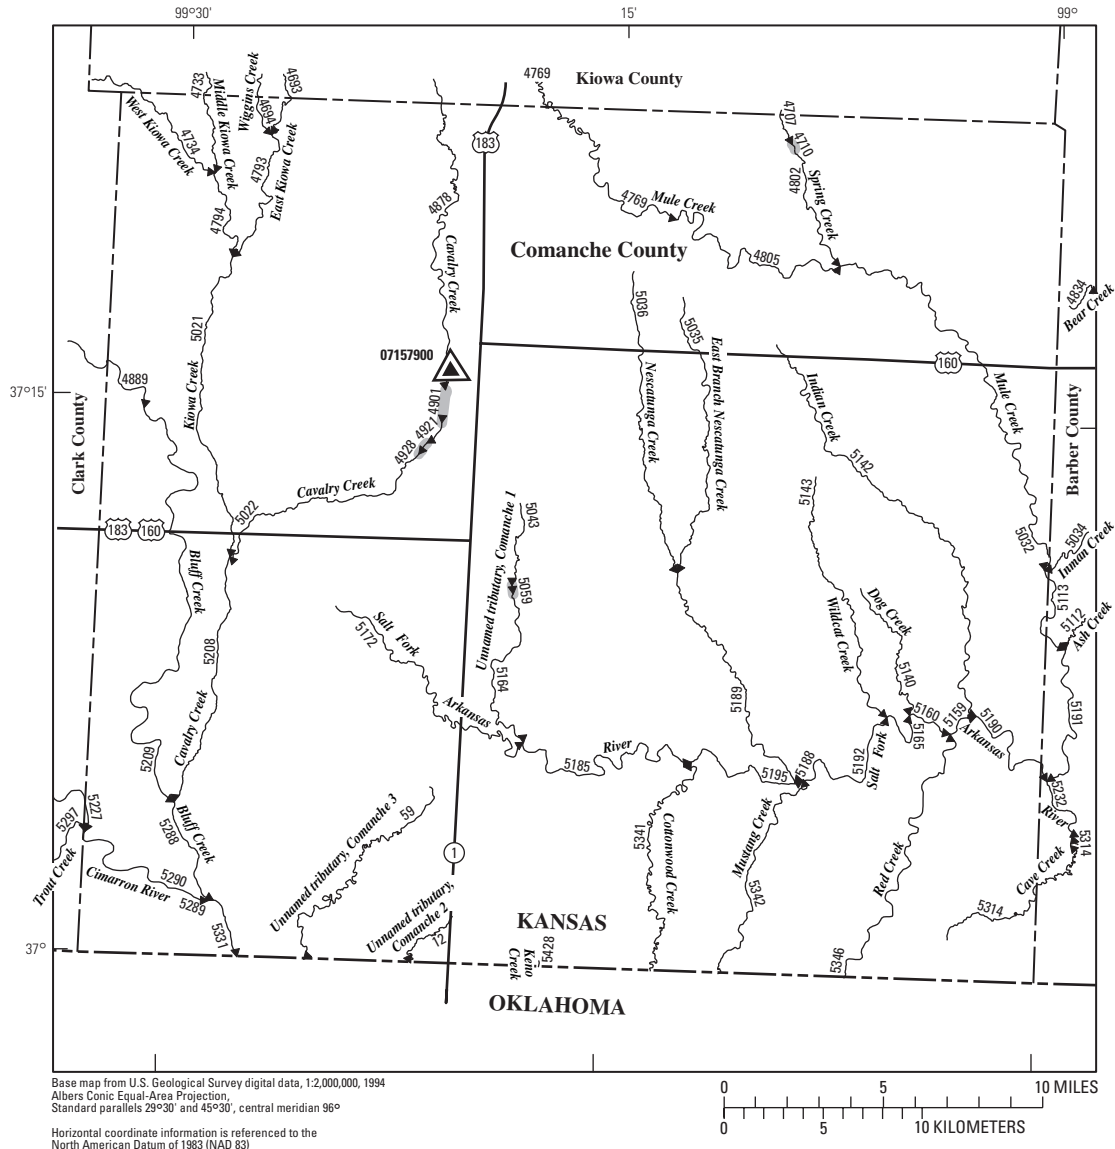 99°30'
15'
99°
Kiowa County
4769
4733
Middle Kiowa Creek
Wiggins Creek
4694
4693
West Kiowa Creek
4734
4793
East Kiowa Creek
4794
4878
Cavalry Creek
183
4707
4710
4802
Spring Creek
4769
Mule Creek
Comanche County
4805
4834
Bear Creek
5036
5035
5021
Kiowa Creek
07157900
160
37°15'
4889
Clark County
4901
4921
4928
Nescatunga Creek
East Branch Nescatunga Creek
Indian Creek
5142
Mule Creek
Barber County
Cavalry Creek
5022
183
160
5043
5143
5032
5034
Inman Creek
Bluff Creek
Unnamed tributary, Comanche 1
5059
Wildcat Creek
Dog Creek
5113
5112
Ash Creek
Salt Fork
5172
5208
5164
5140
Arkansas
5189
5160
5159
5165
5190
Arkansas
5191
Cavalry Creek
5209
River
5185
5195
5188
5192
Salt Fork
5232
River
5227
5297
Trout Creek
5288
Bluff Creek
Unnamed tributary, Comanche 3
59
1
5341
Cottonwood Creek
Mustang Creek
5342
Red Creek
Cave Creek
5314
5314
5290
Cimarron River
5289
5331
Unnamed tributary,
Comanche 2
12
KANSAS
Keno
Creek
5428
5346
37°
OKLAHOMA
Base map from U.S. Geological Survey digital data, 1:2,000,000, 1994
Albers Conic Equal-Area Projection,
Standard parallels 29°30' and 45°30', central meridian 96°
Horizontal coordinate information is referenced to the
North American Datum of 1983 (NAD 83)
0 5 10 MILES
0 5 10 KILOMETERS